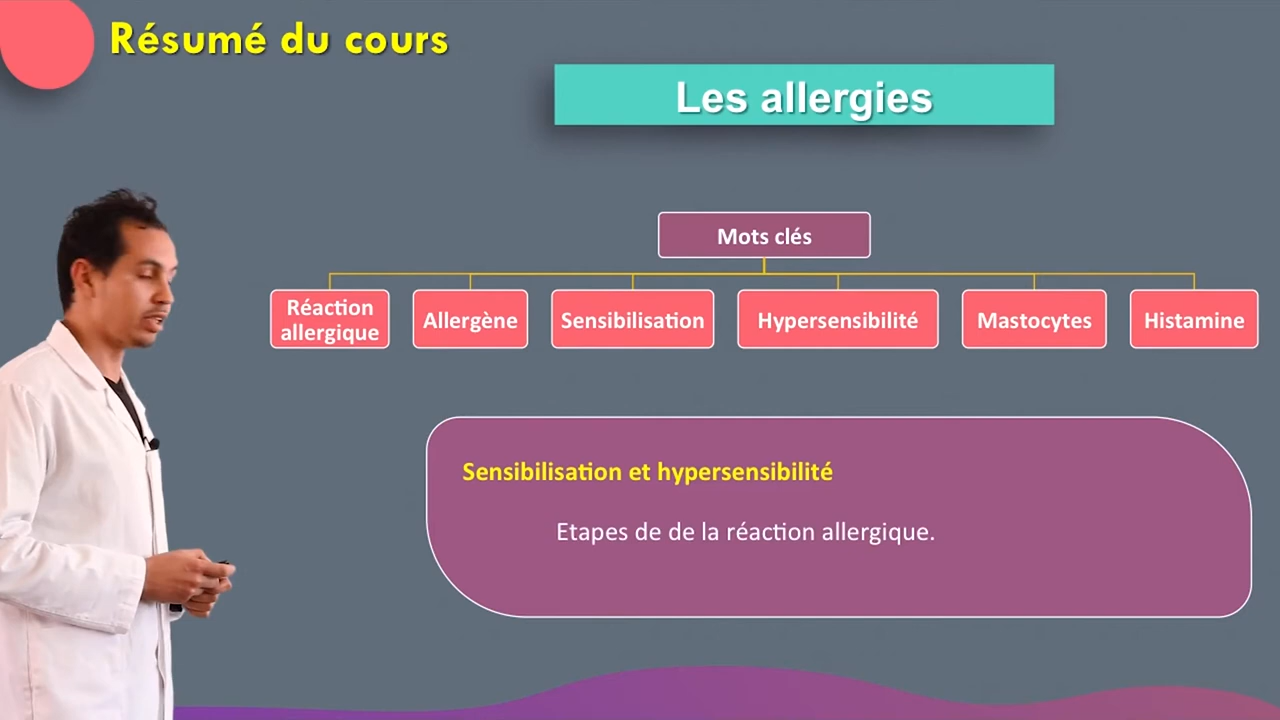 Résumé du cours
Les allergies
Mots clés
Réaction
allergique
Allergène
Sensibilisation
Hypersensibilité
Mastocytes
Histamine
Sensibilisation et hypersensibilité
Etapes de de la réaction allergique.